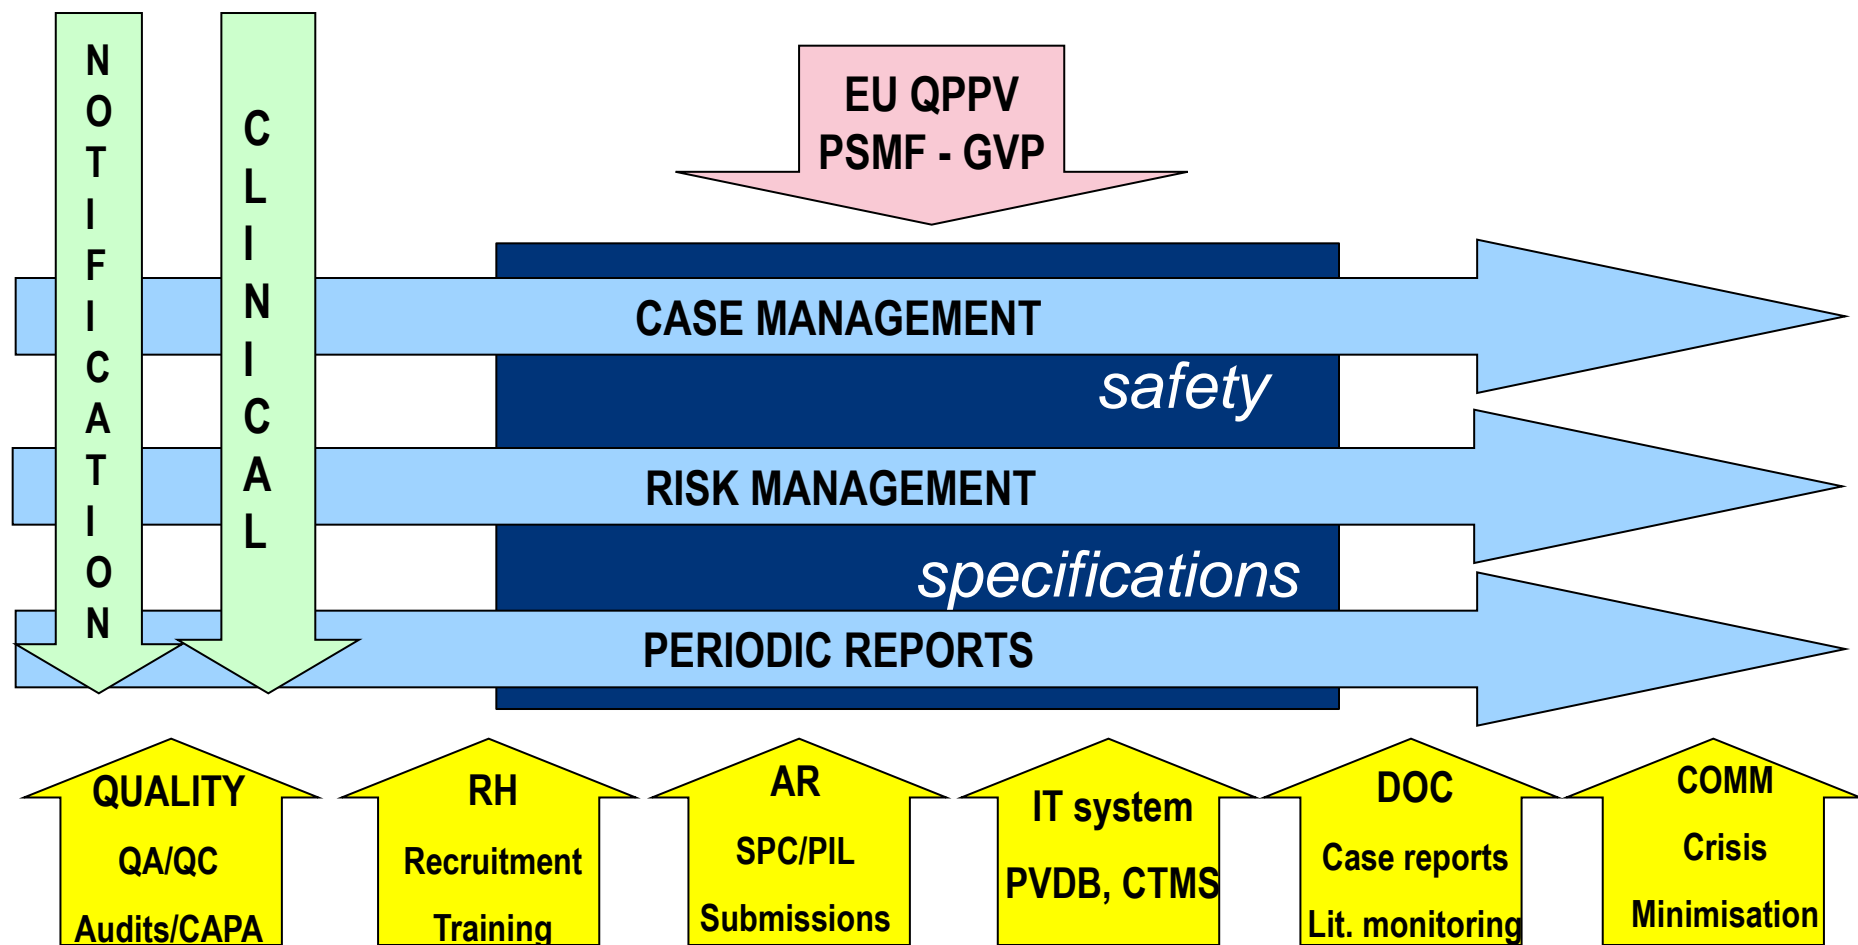 NOTIFICATION
CLINICAL
EU QPPV
PSMF - GVP
CASE MANAGEMENT
safety
RISK MANAGEMENT
specifications
PERIODIC REPORTS
QUALITY
QA/QC
Audits/CAPA
RH
Recruitment
Training
AR
SPC/PIL
Submissions
IT system
PVDB, CTMS
DOC
Case reports
Lit. monitoring
COMM
Crisis
Minimisation